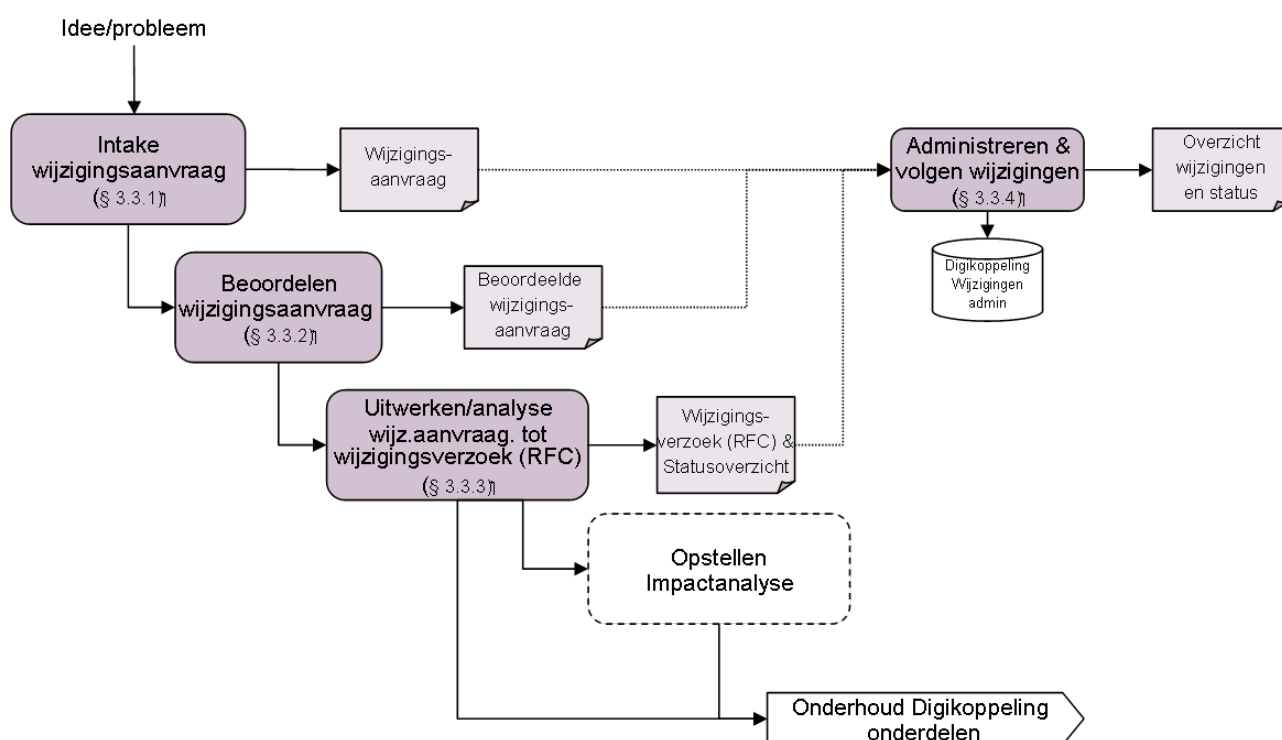 Idee/probleem
Intake
wijzigingsaanvraag
(§ 3.3.1)¶
Wijzigings-
aanvraag
Administreren &
volgen wijzigingen
(§ 3.3.4)¶
Overzicht
wijzigingen
en status
Digikoppeling
Wijzigingen
admin
Beoordelen
wijzigingsaanvraag
(§ 3.3.2)¶
Beoordeelde
wijzigings-
aanvraag
Uitwerken/analyse
wijz.aanvraag. tot
wijzigingsverzoek (RFC)
(§ 3.3.3)¶
Wijzigings-
verzoek (RFC) &
Statusoverzicht
Opstellen
Impactanalyse
Onderhoud Digikoppeling
onderdelen